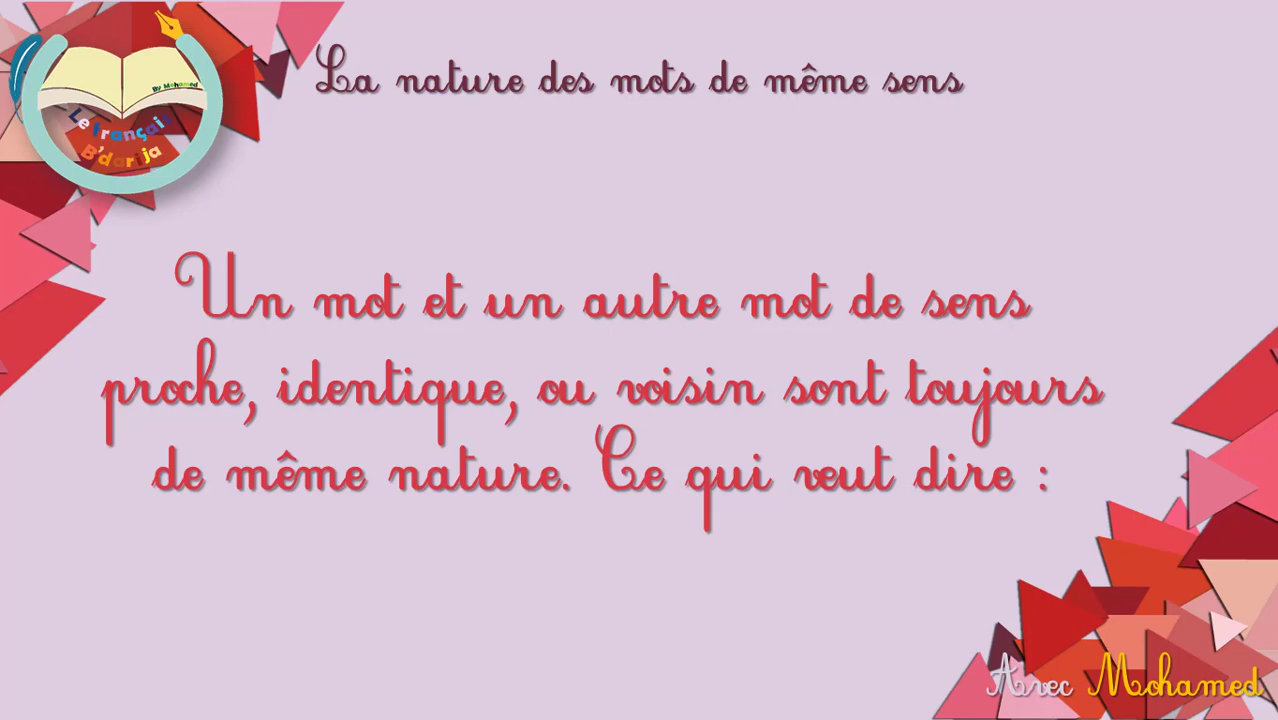 La nature des mots de même sens
By Mohamed
Le français
B'darija
Un mot et un autre mot de sens
proche, identique, ou voisin sont toujours
de même nature. Ce qui veut dire :
Avec Mohamed